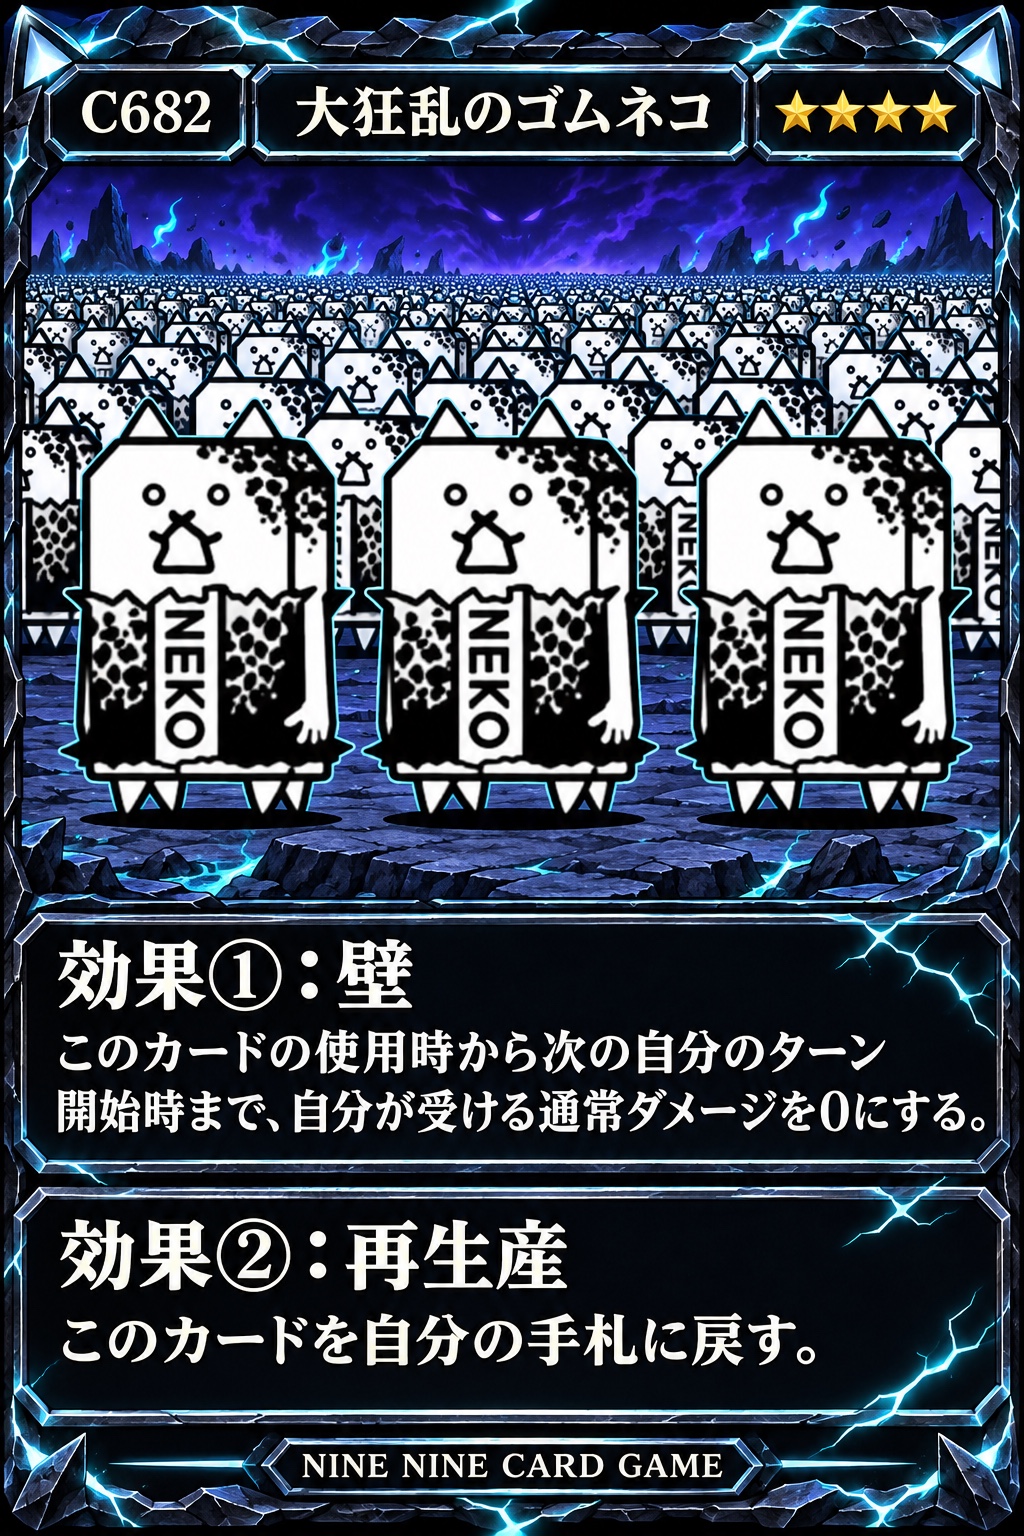 C682
大狂乱のゴムネコ
★★★★
NEKO
NEKO
NEKO
NEKO
NEKO
効果①：壁
このカードの使用時から次の自分のターン
開始時まで、自分が受ける通常ダメージを0にする。
効果②：再生産
このカードを自分の手札に戻す。
NINE NINE CARD GAME